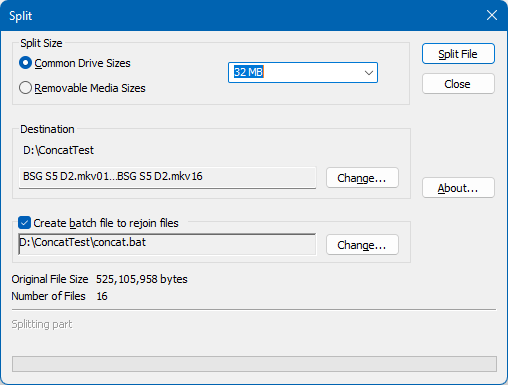 Split
Split Size
Common Drive Sizes
32 MB
Removable Media Sizes
Split File
Close
Destination
D:\ConcatTest
BSG S5 D2.mkv01...BSG S5 D2.mkv16
Change...
About...
Create batch file to rejoin files
D:\ConcatTest\concat.bat
Change...
Original File Size 525,105,958 bytes
Number of Files 16
Splitting part